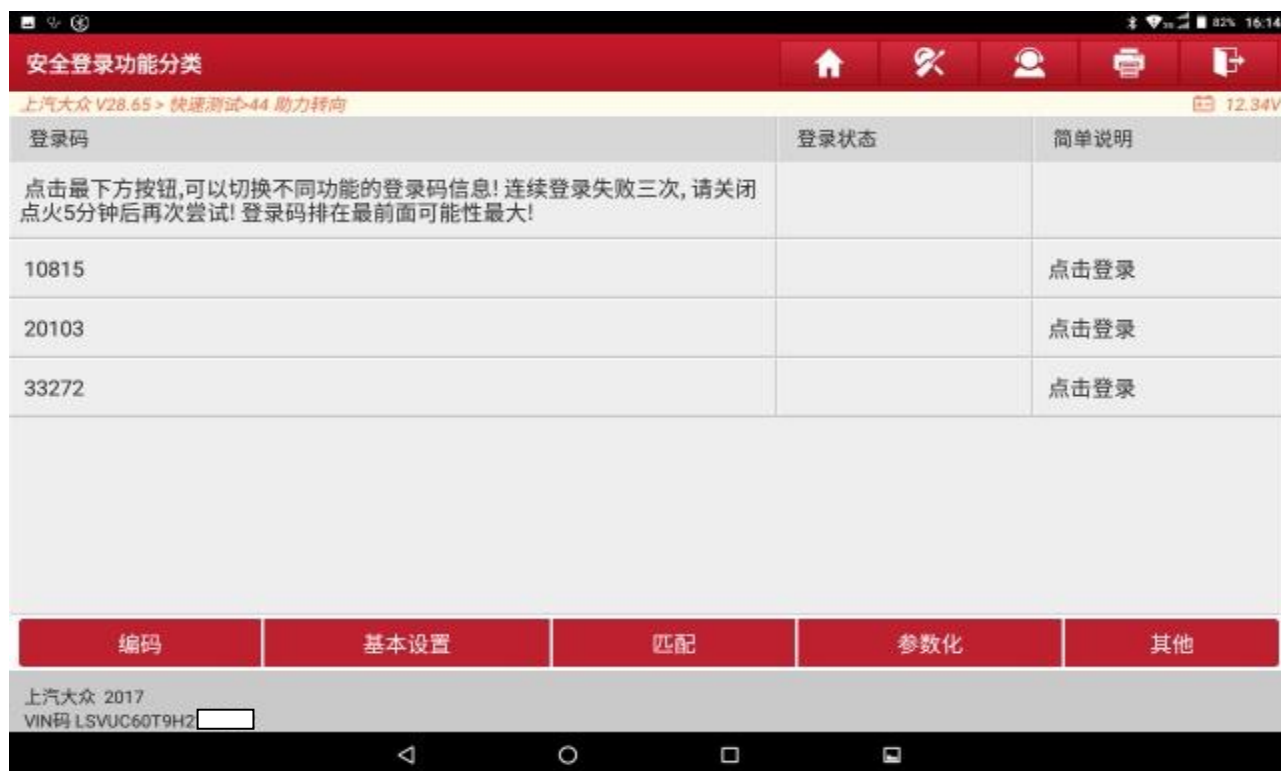 82% 16:14
安全登录功能分类
上汽大众 V28.65 > 快速测试>44 助力转向 12.34V
登录码 登录状态 简单说明
点击最下方按钮,可以切换不同功能的登录码信息! 连续登录失败三次, 请关闭
点火5分钟后再次尝试! 登录码排在最前面可能性最大!
10815 点击登录
20103 点击登录
33272 点击登录
编码 基本设置 匹配 参数化 其他
上汽大众 2017
VIN码 LSVUC60T9H2